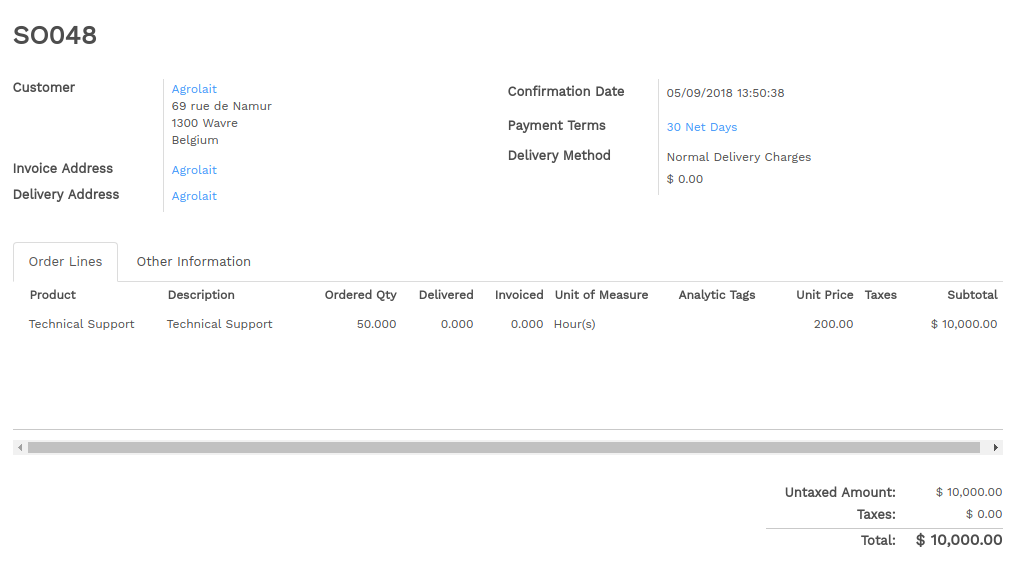 SO048
Customer
Agrolait
69 rue de Namur
1300 Wavre
Belgium
Invoice Address Agrolait
Delivery Address Agrolait
Confirmation Date 05/09/2018 13:50:38
Payment Terms 30 Net Days
Delivery Method Normal Delivery Charges
$ 0.00
Order Lines Other Information
Product Description Ordered Qty Delivered Invoiced Unit of Measure Analytic Tags Unit Price Taxes Subtotal
Technical Support Technical Support 50.000 0.000 0.000 Hour(s) 200.00 $ 10,000.00
Untaxed Amount: $ 10,000.00
Taxes: $ 0.00
Total: $ 10,000.00